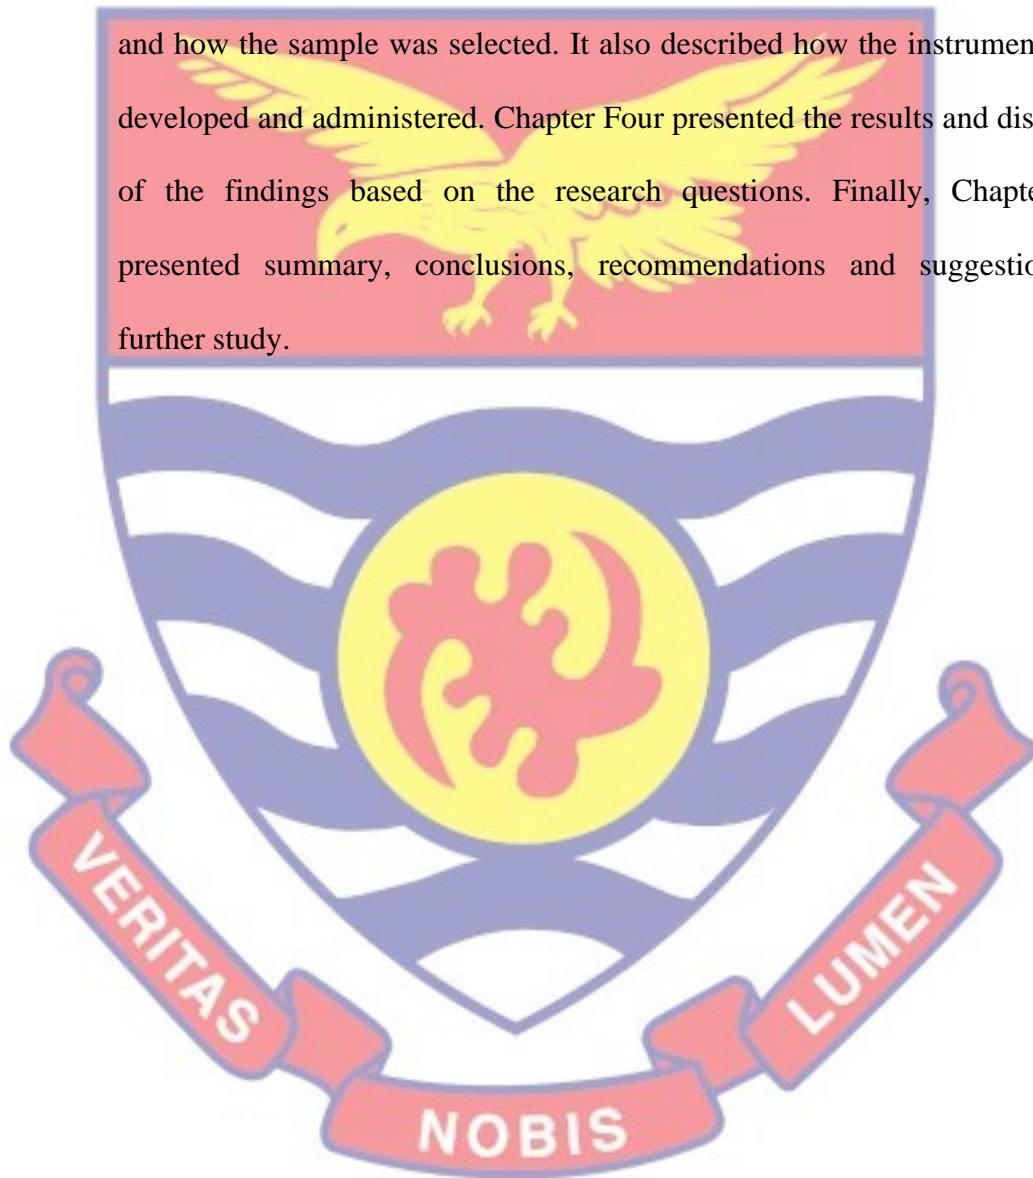 and how the sample was selected. It also described how the instrumen
developed and administered. Chapter Four presented the results and dis
of the findings based on the research questions. Finally, Chapte
presented summary, conclusions, recommendations and suggestio
further study.
VERITAS
NOBIS
LUMEN